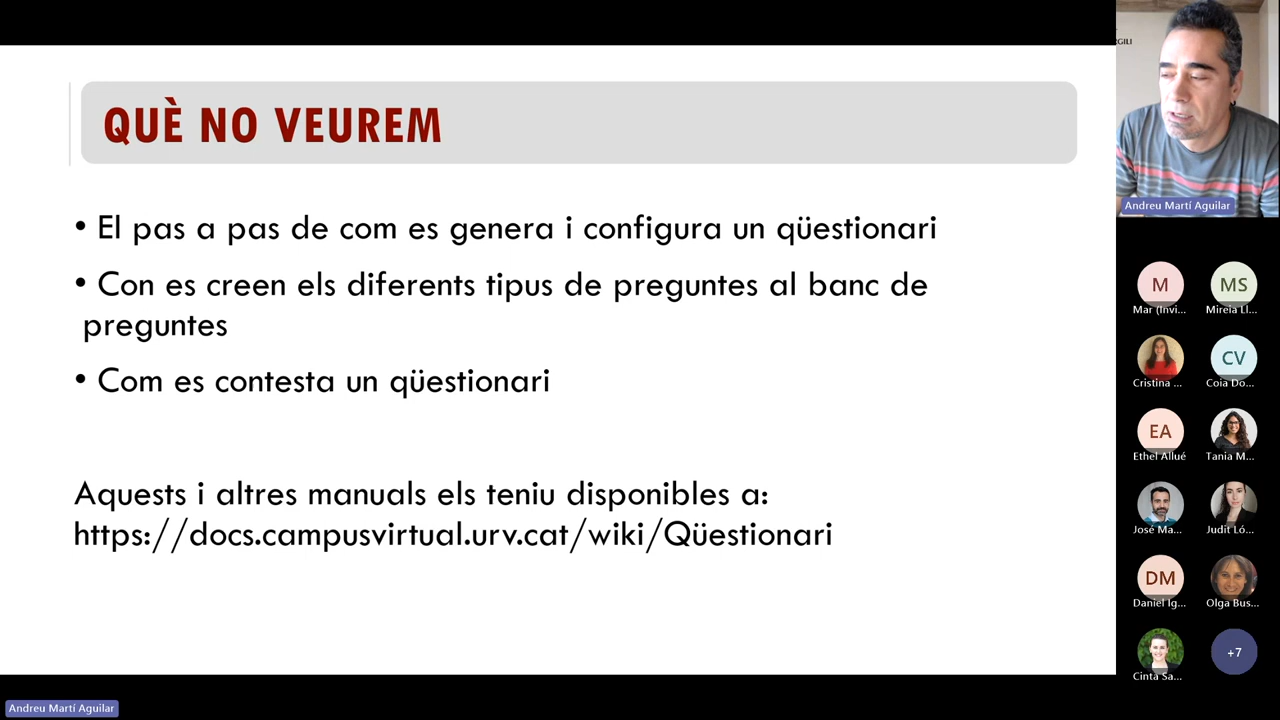 QUÈ NO VEUREM
• El pas a pas de com es genera i configura un qüestionari
• Con es creen els diferents tipus de preguntes al banc de
preguntes
• Com es contesta un qüestionari
Aquests i altres manuals els teniu disponibles a:
https://docs.campusvirtual.urv.cat/wiki/Qüestionari
RGILI
Andreu Martí Aguilar
M
MS
Mar (Invi...
Mireia Ll...
CV
Cristina ...
Coia Do...
EA
Ethel Allué
Tania M...
José Ma...
Judit Ló...
DM
Daniel Ig...
Olga Bus...
Cinta Sa...
+7
Andreu Martí Aguilar